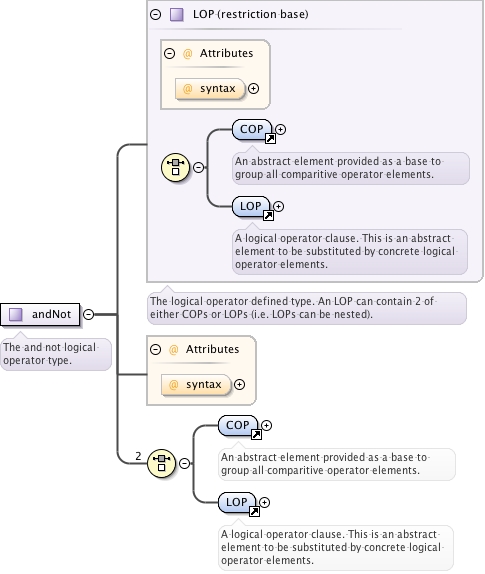 LOP (restriction base)
@ Attributes
@ syntax
COP
An abstract element provided as a base to
group all comparitive operator elements.
LOP
A logical operator clause. This is an abstract
element to be substituted by concrete logical
operator elements.
The logical operator defined type. An LOP can contain 2 of
either COPs or LOPs (i.e. LOPs can be nested).
andNot
The and not logical
operator type.
@ Attributes
@ syntax
2
COP
An abstract element provided as a base to
group all comparitive operator elements.
LOP
A logical operator clause. This is an abstract
element to be substituted by concrete logical
operator elements.